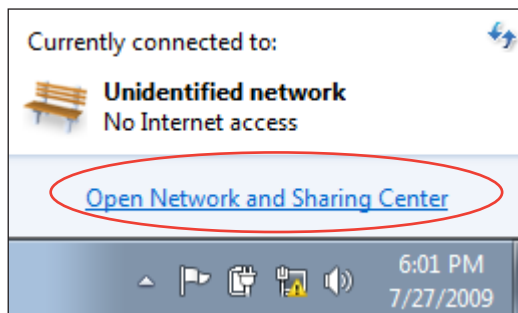 Currently connected to:
Unidentified network
No Internet access
Open Network and Sharing Center
6:01 PM
7/27/2009